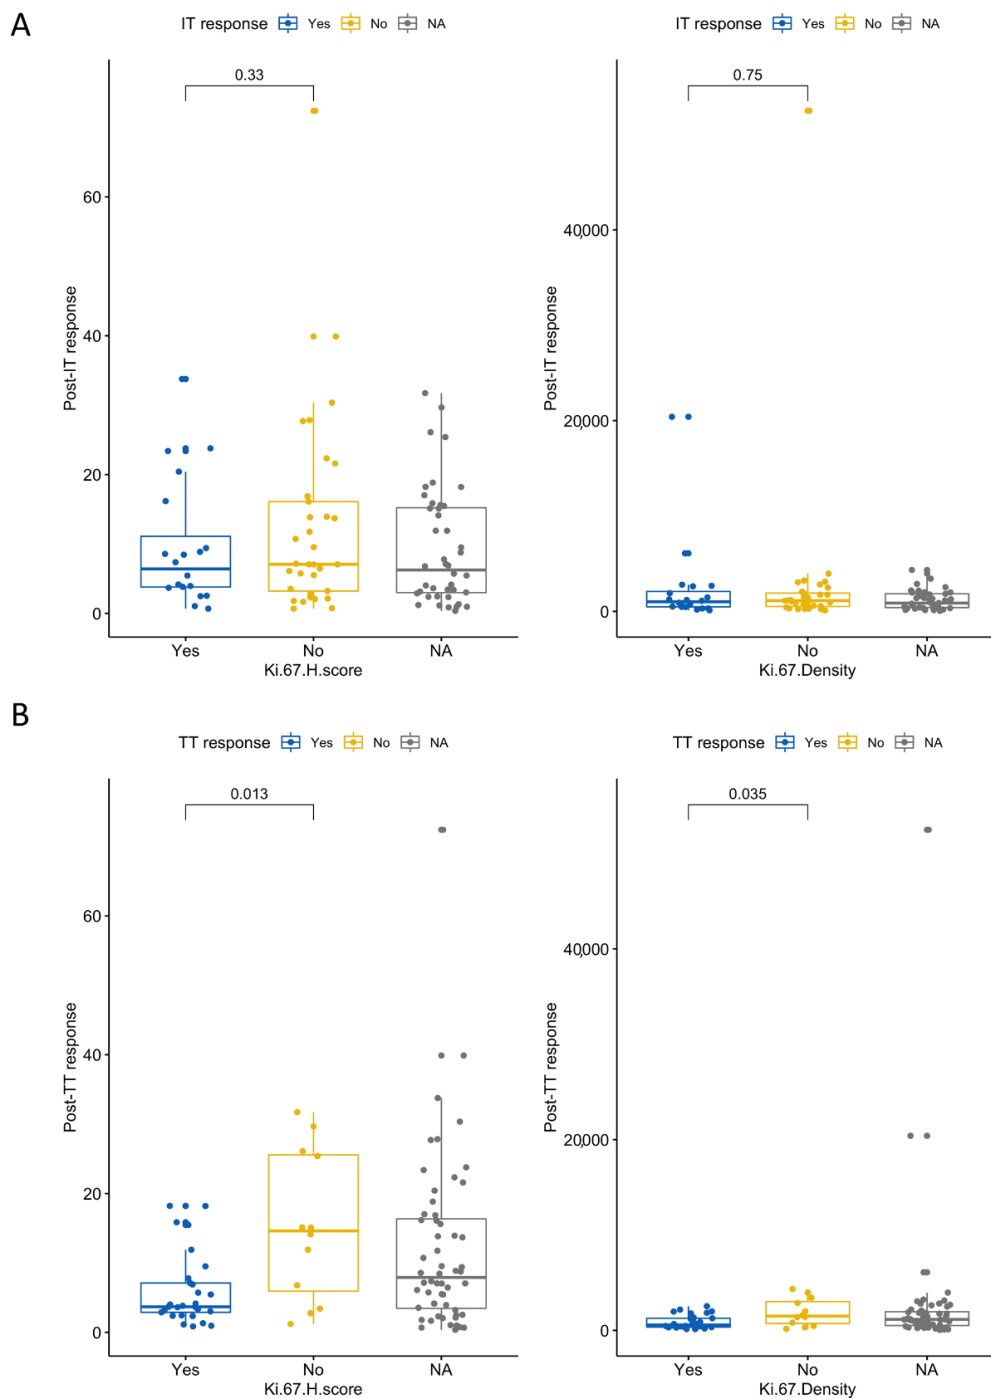 A
IT response Yes No NA
0.33
60
40
20
0
Post-IT response
Yes No NA
Ki.67.H.score
IT response Yes No NA
0.75
40,000
20,000
0
Post-IT response
Yes No NA
Ki.67.Density
B
TT response Yes No NA
0.013
60
40
20
0
Post-TT response
Yes No NA
Ki.67.H.score
TT response Yes No NA
0.035
40,000
20,000
0
Post-TT response
Yes No NA
Ki.67.Density